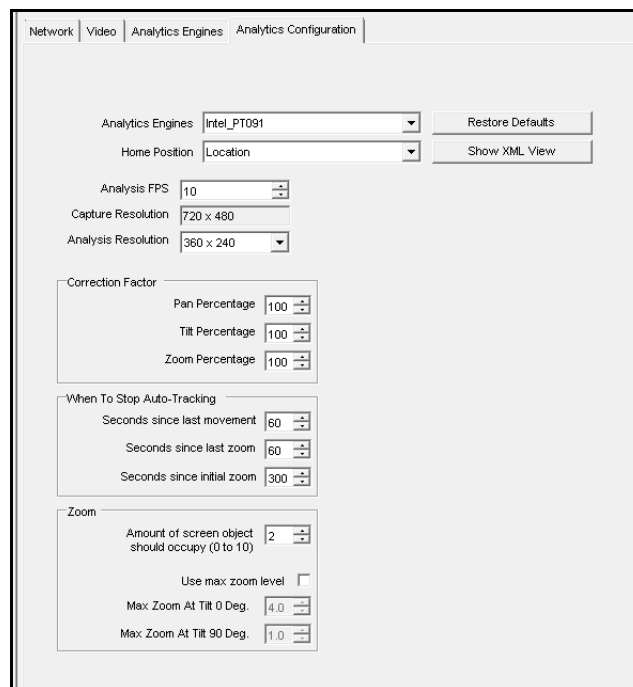 Network Video Analytics Engines Analytics Configuration
Analytics Engines Intel_PT091 Restore Defaults
Home Position Location Show XML View
Analysis FPS 10
Capture Resolution 720 x 480
Analysis Resolution 360 x 240
Correction Factor
Pan Percentage 100
Tilt Percentage 100
Zoom Percentage 100
When To Stop Auto-Tracking
Seconds since last movement 60
Seconds since last zoom 60
Seconds since initial zoom 300
Zoom
Amount of screen object 2
should occupy (0 to 10)
Use max zoom level
Max Zoom At Tilt 0 Deg. 4.0
Max Zoom At Tilt 90 Deg. 1.0